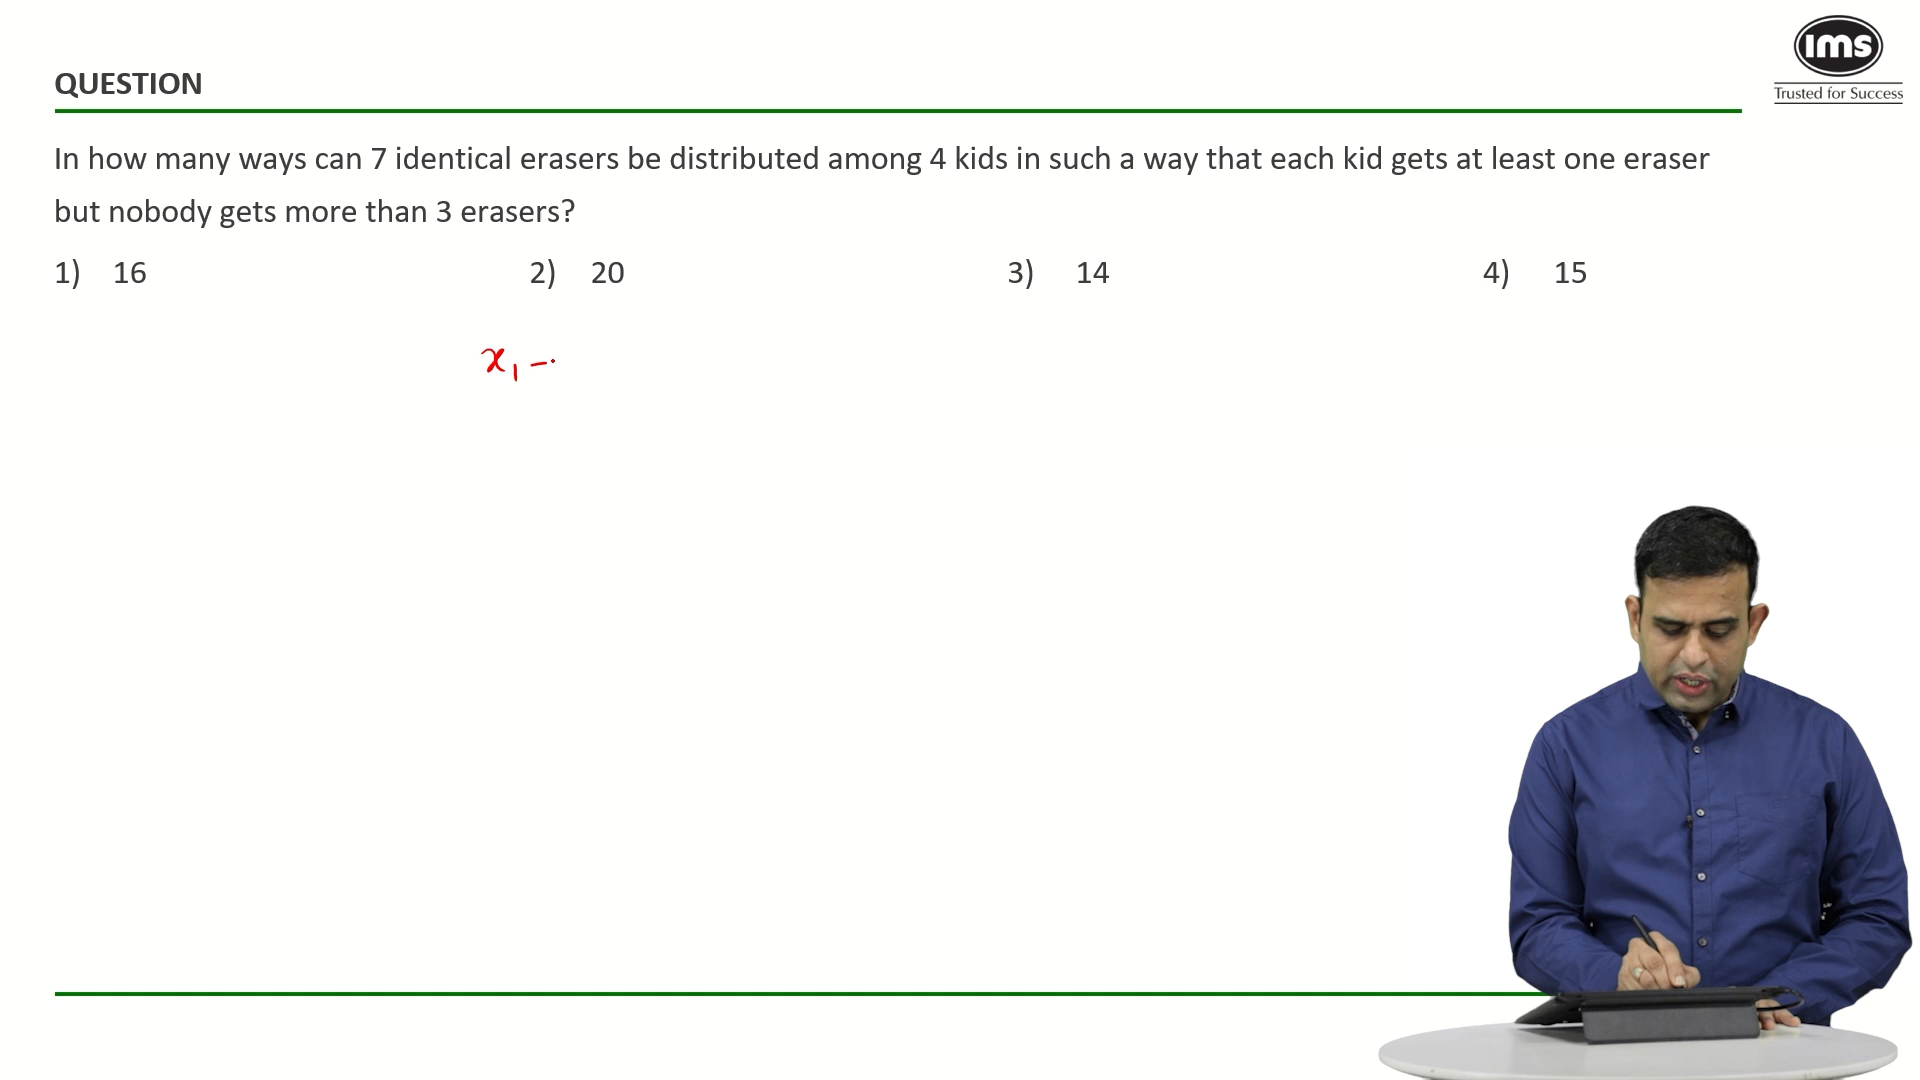 ims
Trusted for Success
QUESTION
In how many ways can 7 identical erasers be distributed among 4 kids in such a way that each kid gets at least one eraser
but nobody gets more than 3 erasers?
1) 16 2) 20 3) 14 4) 15
x₁ -